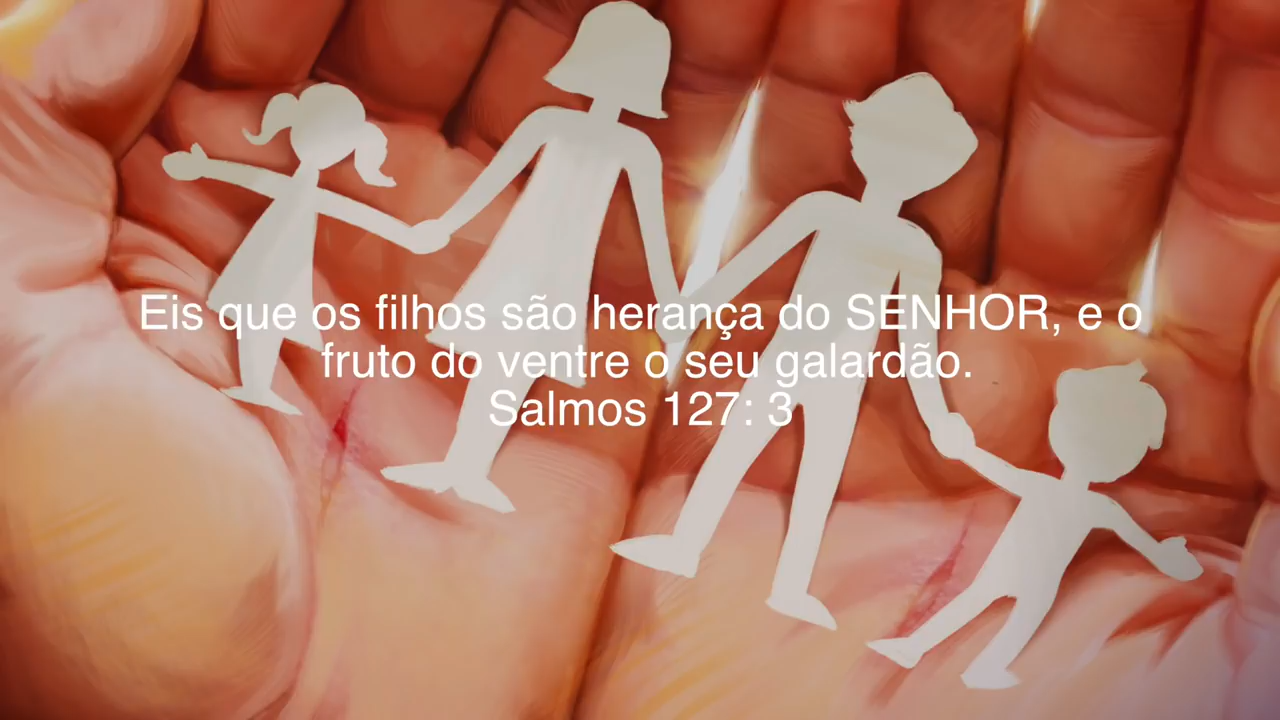 Eis que os filhos são herança do SENHOR, e o
fruto do ventre o seu galardão.
Salmos 127: 3